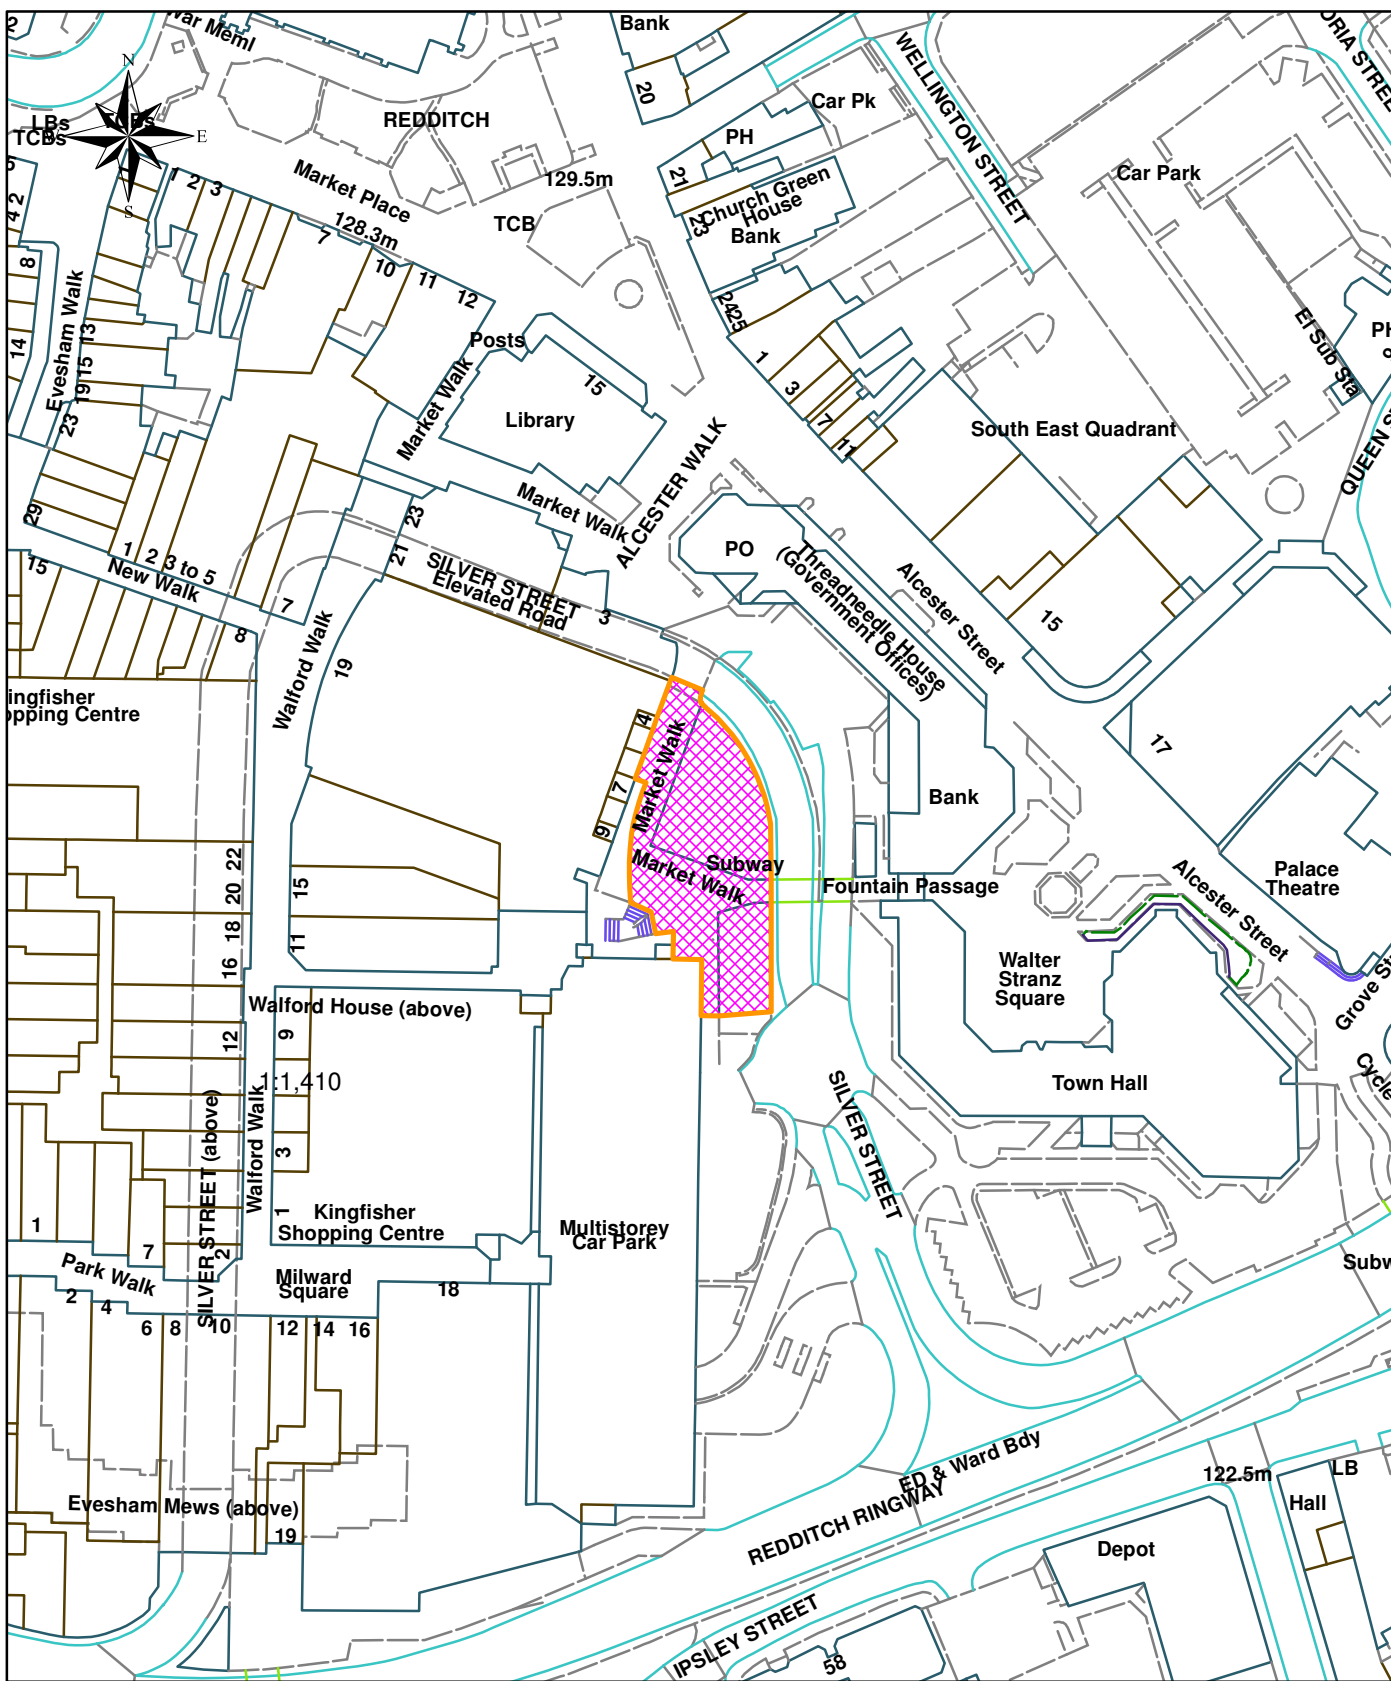 2
War Meml
Bank
WELLINGTON STREET
N
E
S
LBs
TCBs
TCBs
REDDITCH
20
Car Pk
PH
Car Park
Market Place
129.5m
128.3m
TCB
21
23
Church Green
House
Bank
1
2
3
7
10
11
12
2
4
8
14
Evesham Walk
13
15
19
23
29
Posts
Market Walk
15
Library
24
25
1
3
7
11
El Sub Sta
South East Quadrant
Market Walk
ALCESTER WALK
23
21
SILVER STREET
Elevated Road
3
PO
Threadneedle House
(Government Offices)
Alcester Street
15
15
New Walk
1
2
3 to 5
7
8
Walford Walk
19
17
4
7
9
Market Walk
Market Walk
Subway
Fountain Passage
Bank
Palace
Theatre
Alcester Street
22
20
18
16
12
15
11
Walford House (above)
9
1:1,410
Walford Walk
3
1
SILVER STREET (above)
Walter
Stranz
Square
Town Hall
SILVER STREET
Kingfisher
Shopping Centre
Multistorey
Car Park
Milward
Square
18
1
7
2
Park Walk
2
4
6
8
10
12
14
16
Evesham Mews (above)
19
ED & Ward Bdy
REDDITCH RINGWAY
122.5m
LB
Hall
Depot
IPSLEY STREET
58